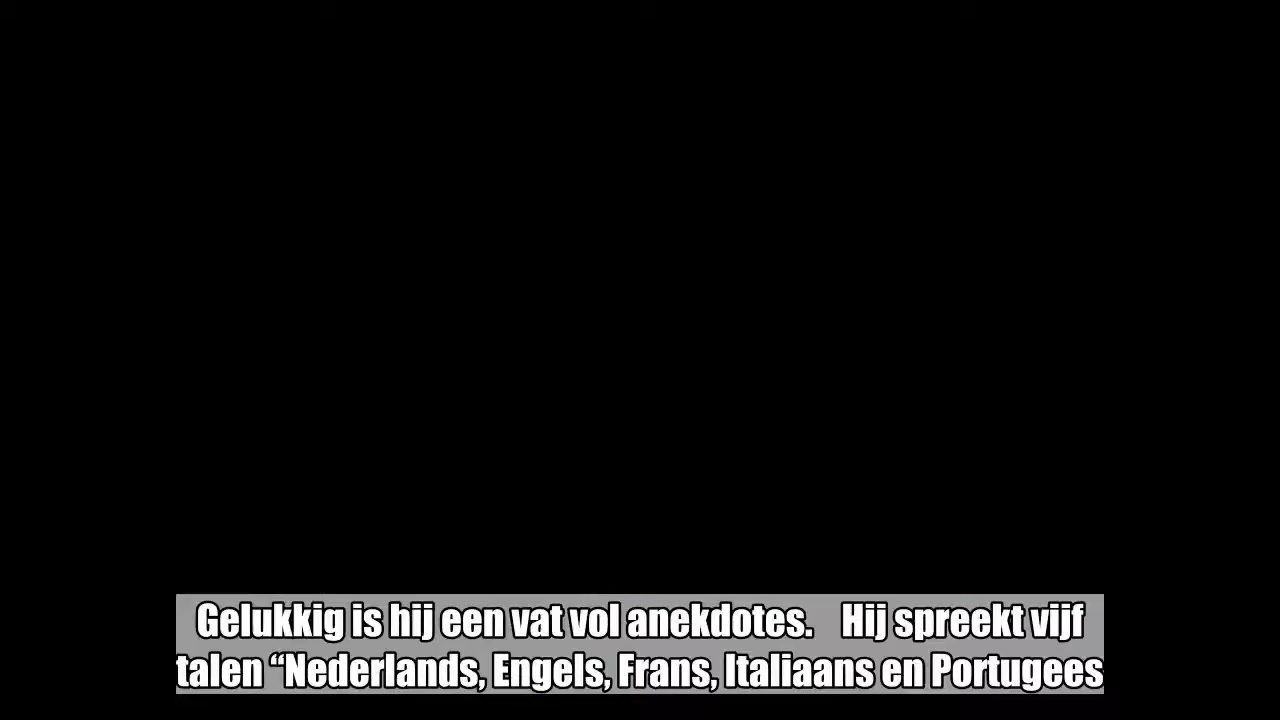 Gelukkig is hij een vat vol anekdotes.    Hij spreekt vijf
talen “Nederlands, Engels, Frans, Italiaans en Portugees